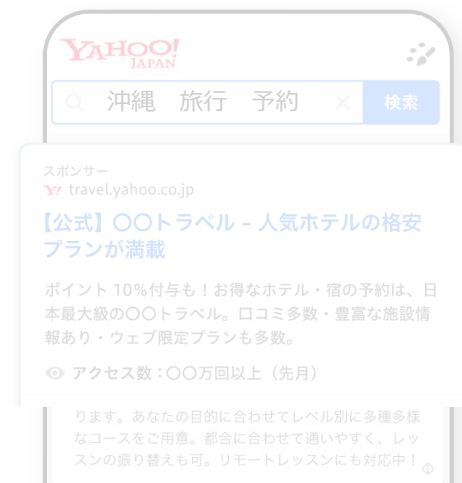 YAHOO!
JAPAN
沖縄 旅行 予約 × 検索
スポンサー
Y! travel.yahoo.co.jp
【公式】〇〇トラベル - 人気ホテルの格安
プランが満載
ポイント 10%付与も！お得なホテル・宿の予約は、日
本最大級の〇〇トラベル。口コミ多数・豊富な施設情
報あり・ウェブ限定プランも多数。
アクセス数：〇〇万回以上（先月）
ります。あなたの目的に合わせてレベル別に多種多様
なコースをご用意。都合に合わせて通いやすく、レッ
スンの振り替えも可。リモートレッスンにも対応中！